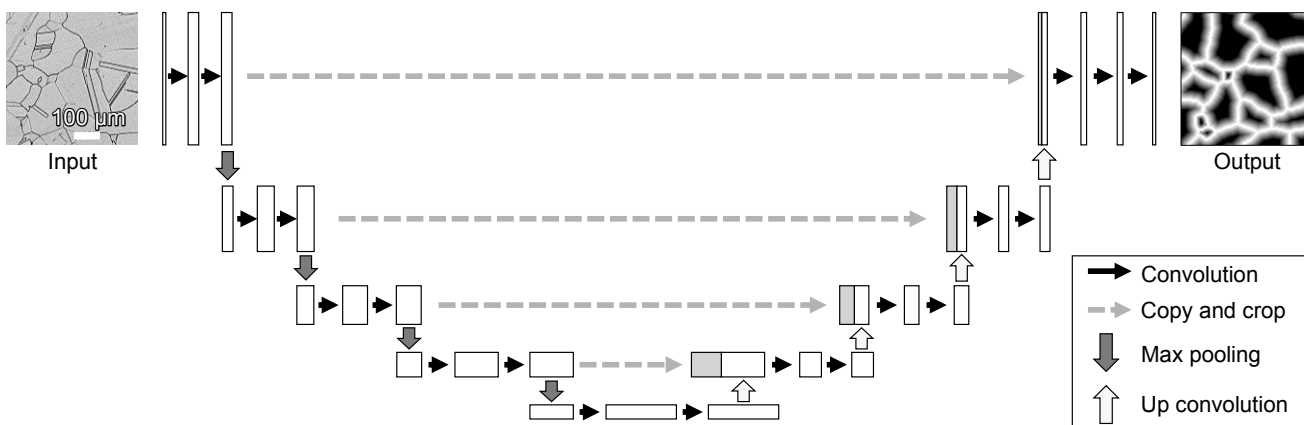 100 µm
Input
Output
Convolution
Copy and crop
Max pooling
Up convolution